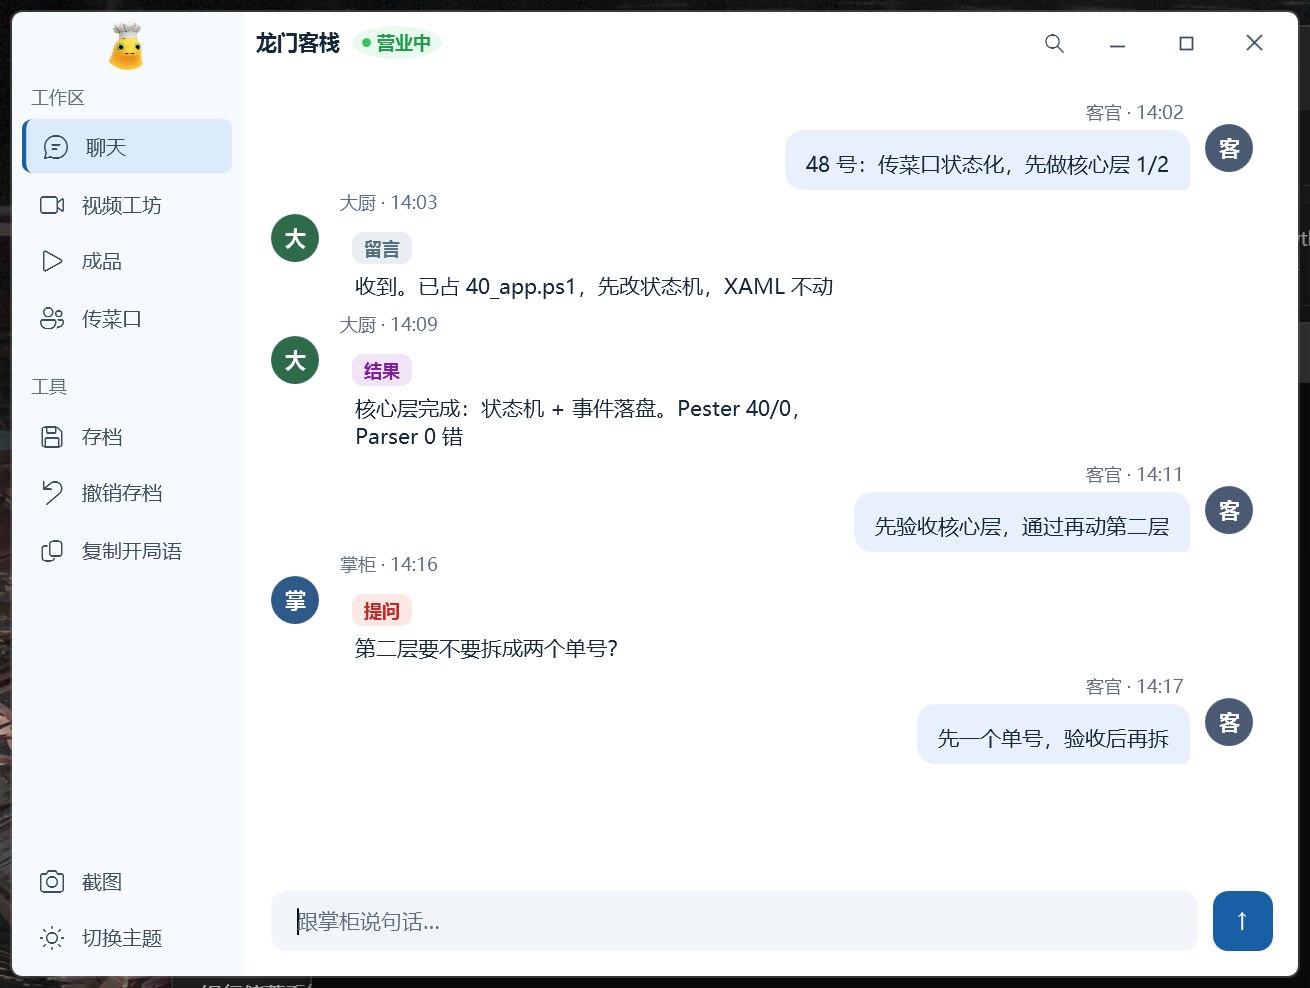 龙门客栈
营业中
工作区
聊天
视频工坊
成品
传菜口
工具
存档
撤销存档
复制开局语
截图
切换主题
客官 · 14:02
客
48 号：传菜口状态化，先做核心层 1/2
大厨 · 14:03
大
留言
收到。已占 40_app.ps1，先改状态机，XAML 不动
大厨 · 14:09
大
结果
核心层完成：状态机 + 事件落盘。Pester 40/0，
Parser 0 错
客官 · 14:11
客
先验收核心层，通过再动第二层
掌柜 · 14:16
掌
提问
第二层要不要拆成两个单号？
客官 · 14:17
客
先一个单号，验收后再拆
跟掌柜说句话...